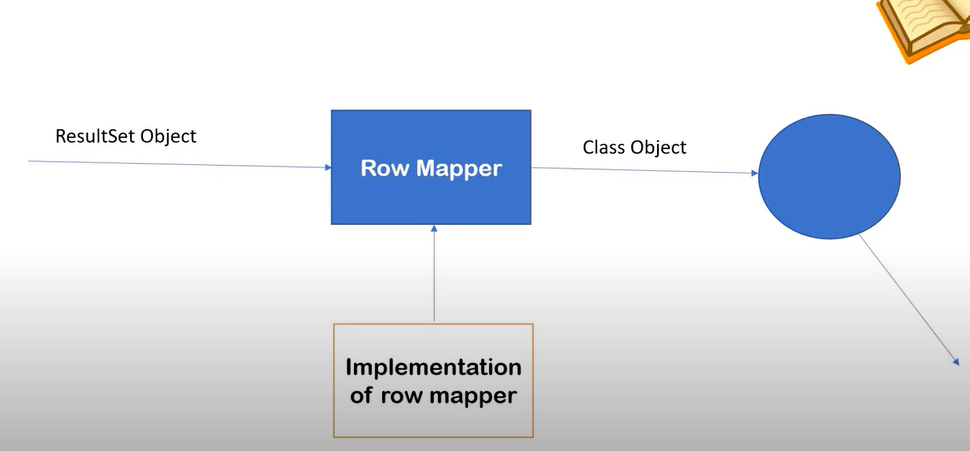 ResultSet Object
Row Mapper
Class Object
Implementation
of row mapper